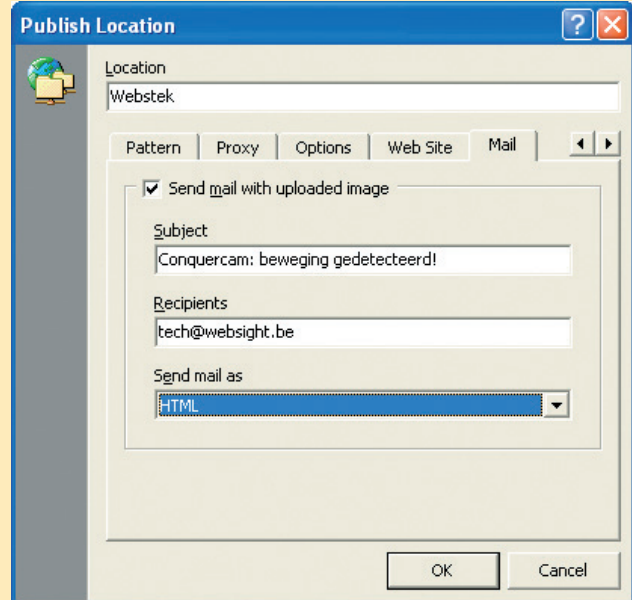 Publish Location
Location
Webstek
Pattern Proxy Options Web Site Mail
Send mail with uploaded image
Subject
Conquercam: beweging gedetecteerd!
Recipients
tech@websight.be
Send mail as
HTML
OK Cancel